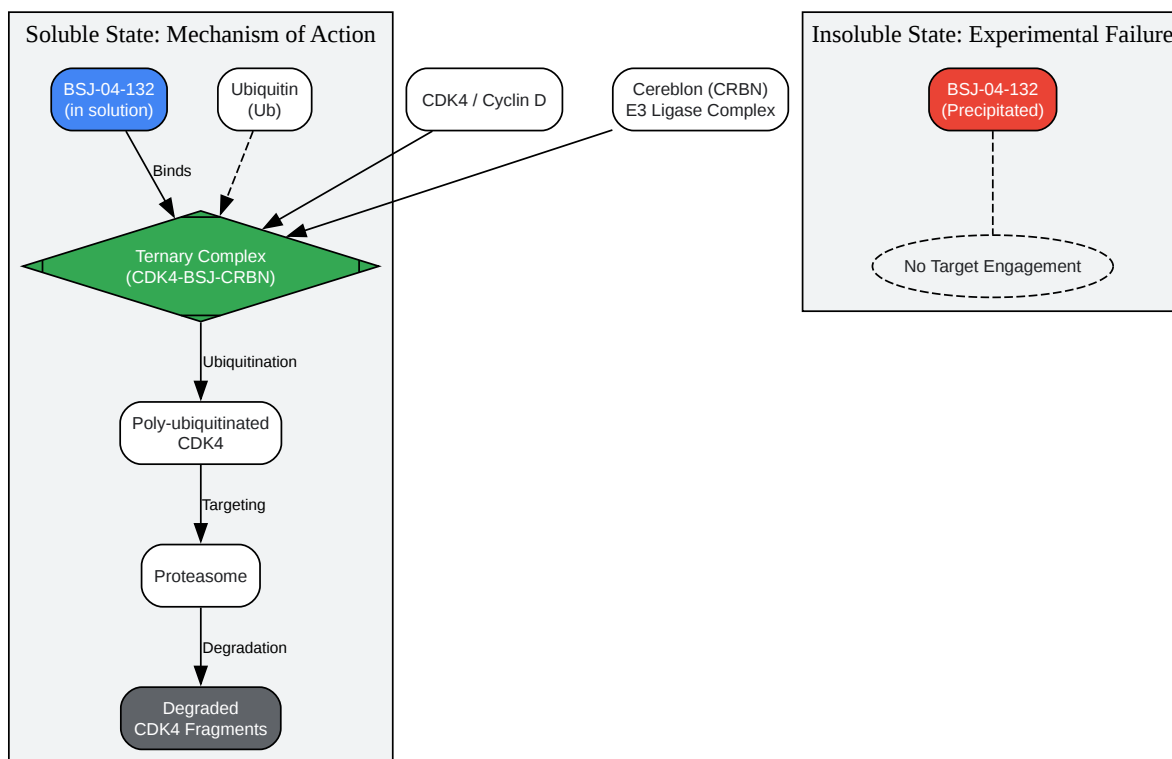 Soluble State: Mechanism of Action
BSJ-04-132
(in solution)
Ubiquitin
(Ub)
CDK4 / Cyclin D
Cereblon (CRBN)
E3 Ligase Complex
Binds
Ternary Complex
(CDK4-BSJ-CRBN)
Ubiquitination
Poly-ubiquitinated
CDK4
Targeting
Proteasome
Degradation
Degraded
CDK4 Fragments
Insoluble State: Experimental Failure
BSJ-04-132
(Precipitated)
No Target Engagement